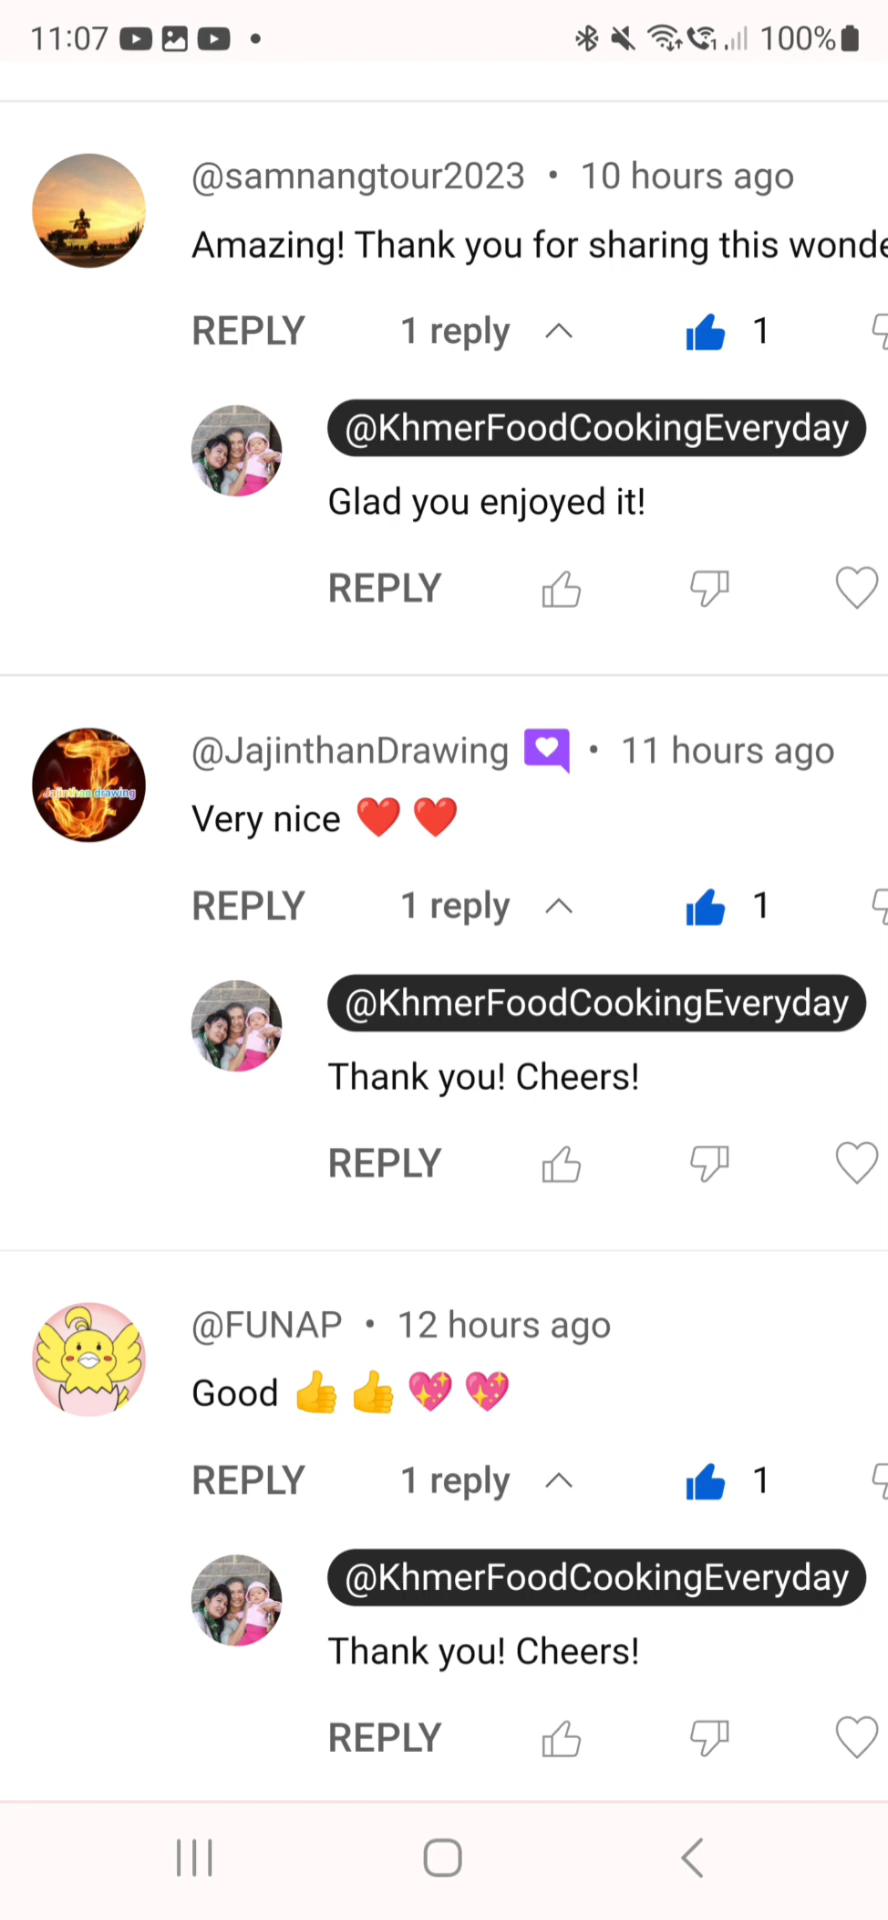 11:07
100%
@samnangtour2023 • 10 hours ago
Amazing! Thank you for sharing this
REPLY 1 reply 1
@KhmerFoodCookingEveryday
Glad you enjoyed it!
REPLY
@JajinthanDrawing • 11 hours ago
Jajinthan drawing
Very nice ❤️ ❤️
REPLY 1 reply 1
@KhmerFoodCookingEveryday
Thank you! Cheers!
REPLY
@FUNAP • 12 hours ago
Good 👍 👍 💖 💖
REPLY 1 reply 1
@KhmerFoodCookingEveryday
Thank you! Cheers!
REPLY